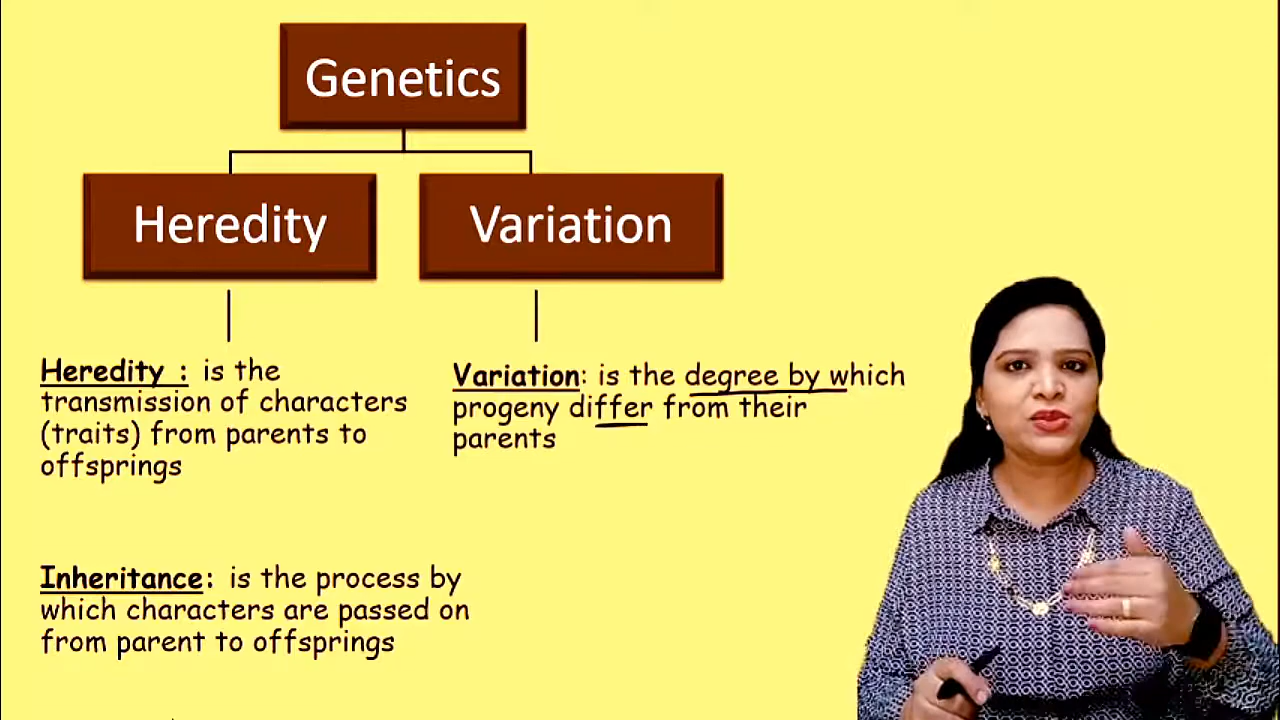 Genetics
Heredity
Variation
Heredity : is the
transmission of characters
(traits) from parents to
offsprings
Variation: is the degree by which
progeny differ from their
parents
Inheritance: is the process by
which characters are passed on
from parent to offsprings